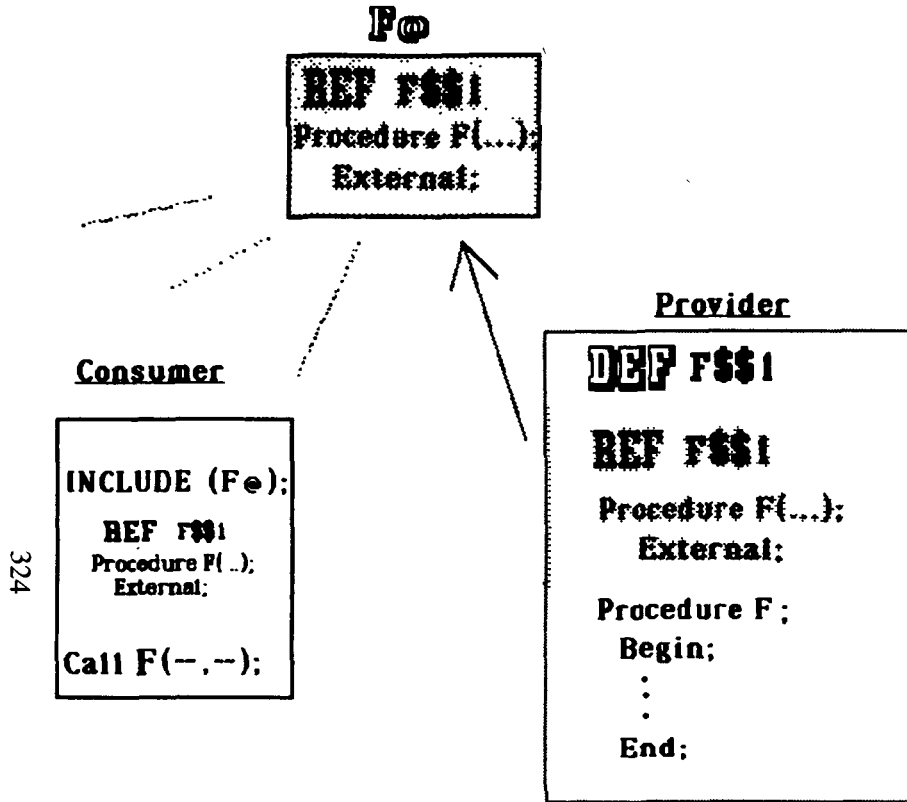 F@
REF F$$1
Procedure F(...);
External;
Consumer
INCLUDE (F@);
REF F$$1
Procedure F(..);
External;
Call F(--,--);
Provider
DEF F$$1
REF F$$1
Procedure F(...);
External;
Procedure F;
Begin;
.
.
.
End;
324